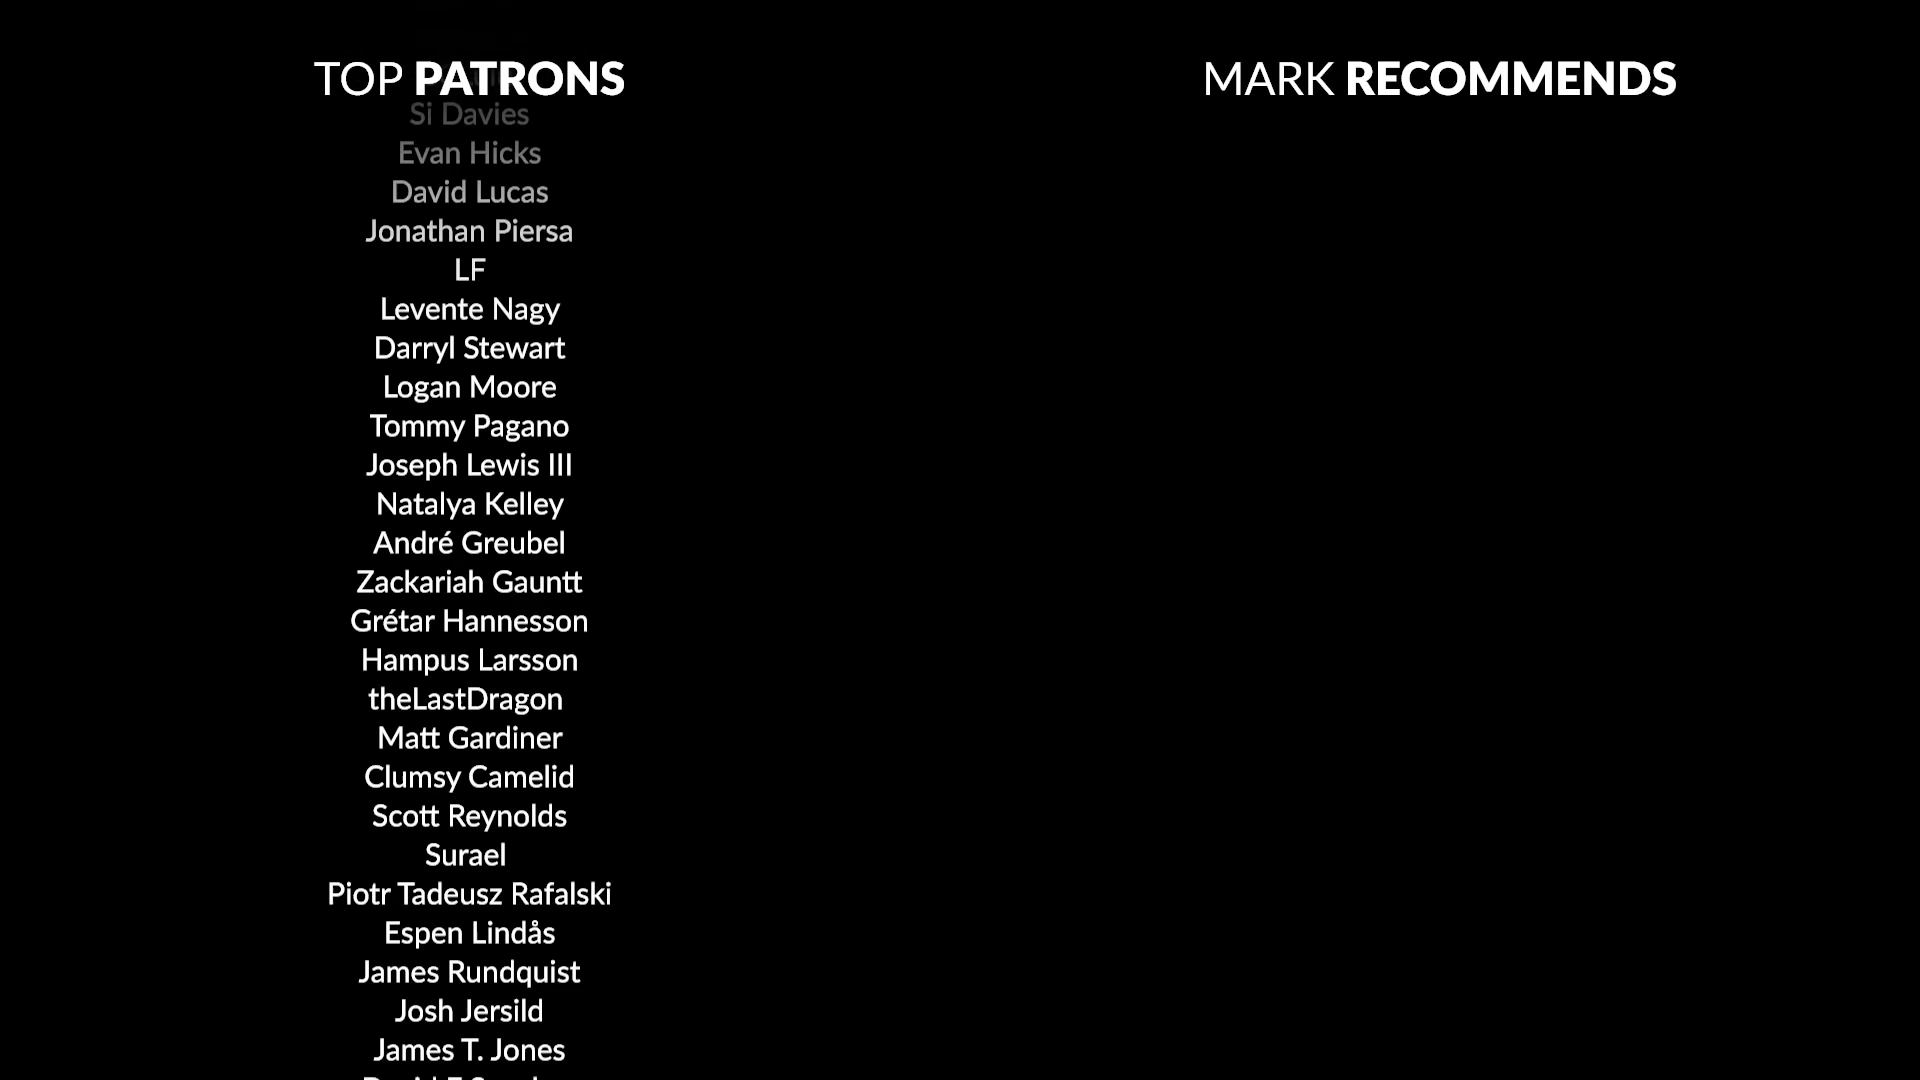 TOP PATRONS
Si Davies
Evan Hicks
David Lucas
Jonathan Piersa
LF
Levente Nagy
Darryl Stewart
Logan Moore
Tommy Pagano
Joseph Lewis III
Natalya Kelley
André Greubel
Zackariah Gauntt
Grétar Hannesson
Hampus Larsson
theLastDragon
Matt Gardiner
Clumsy Camelid
Scott Reynolds
Surael
Piotr Tadeusz Rafalski
Espen Lindås
James Rundquist
Josh Jersild
James T. Jones
MARK RECOMMENDS